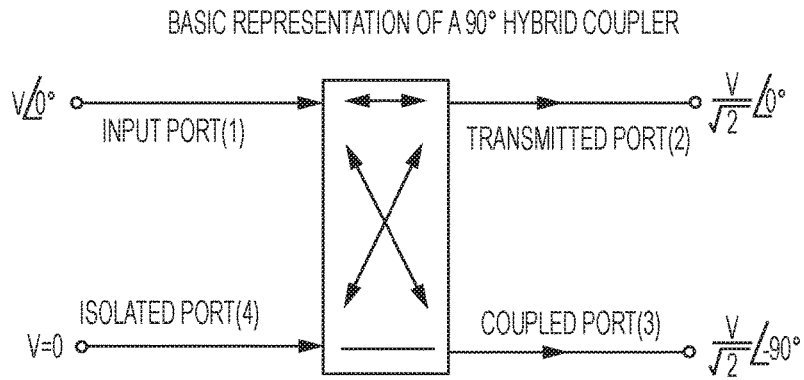 BASIC REPRESENTATION OF A 90° HYBRID COUPLER
V∠0°
INPUT PORT(1)
TRANSMITTED PORT(2)
V/√2 ∠0°
ISOLATED PORT(4)
V=0
COUPLED PORT(3)
V/√2 ∠-90°